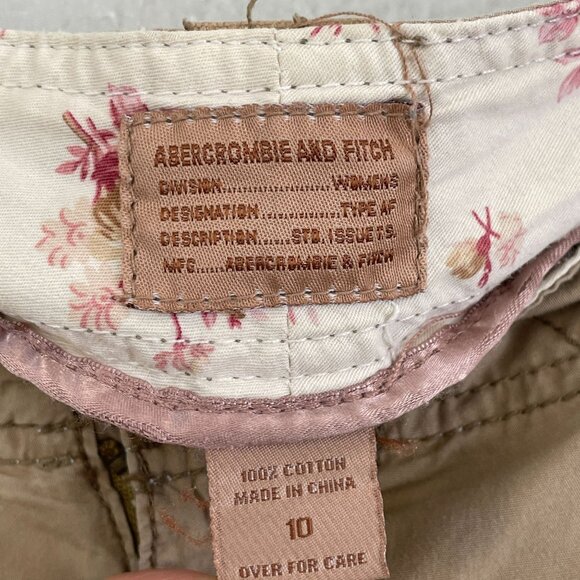 ABERCROMBIE AND FITCH
DIVISION......................WOMENS
DESIGNATION................TYPE AF
DESCRIPTION.......STD. ISSUE T.S.
MFG......ABERCROMBIE & FITCH
100% COTTON
MADE IN CHINA
10
OVER FOR CARE